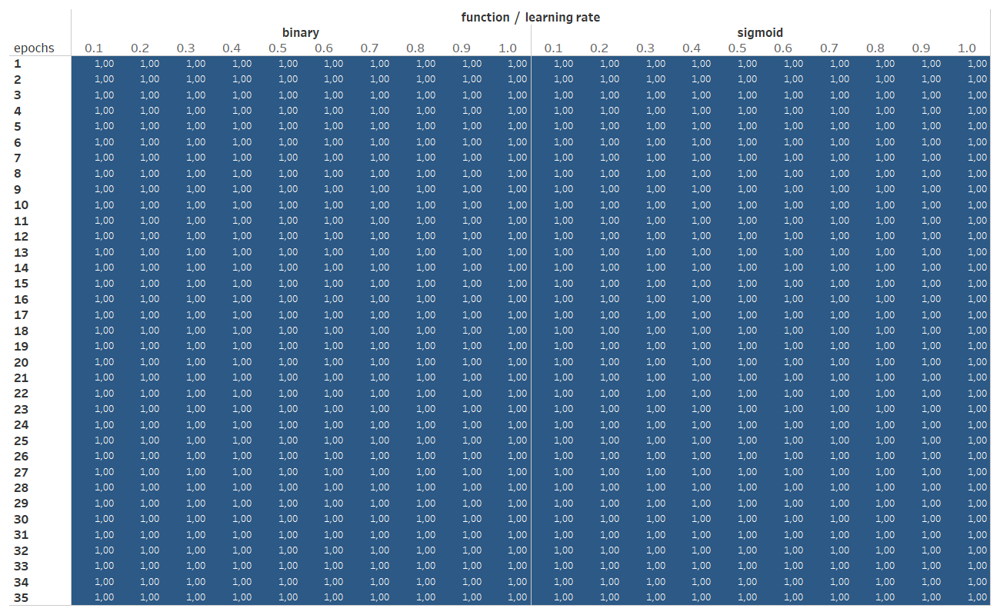 function / learning rate
binary sigmoid
epochs 0.1 0.2 0.3 0.4 0.5 0.6 0.7 0.8 0.9 1.0 0.1 0.2 0.3 0.4 0.5 0.6 0.7 0.8 0.9 1.0
1 1,00 1,00 1,00 1,00 1,00 1,00 1,00 1,00 1,00 1,00 1,00 1,00 1,00 1,00 1,00 1,00 1,00 1,00 1,00 1,00
2 1,00 1,00 1,00 1,00 1,00 1,00 1,00 1,00 1,00 1,00 1,00 1,00 1,00 1,00 1,00 1,00 1,00 1,00 1,00 1,00
3 1,00 1,00 1,00 1,00 1,00 1,00 1,00 1,00 1,00 1,00 1,00 1,00 1,00 1,00 1,00 1,00 1,00 1,00 1,00 1,00
4 1,00 1,00 1,00 1,00 1,00 1,00 1,00 1,00 1,00 1,00 1,00 1,00 1,00 1,00 1,00 1,00 1,00 1,00 1,00 1,00
5 1,00 1,00 1,00 1,00 1,00 1,00 1,00 1,00 1,00 1,00 1,00 1,00 1,00 1,00 1,00 1,00 1,00 1,00 1,00 1,00
6 1,00 1,00 1,00 1,00 1,00 1,00 1,00 1,00 1,00 1,00 1,00 1,00 1,00 1,00 1,00 1,00 1,00 1,00 1,00 1,00
7 1,00 1,00 1,00 1,00 1,00 1,00 1,00 1,00 1,00 1,00 1,00 1,00 1,00 1,00 1,00 1,00 1,00 1,00 1,00 1,00
8 1,00 1,00 1,00 1,00 1,00 1,00 1,00 1,00 1,00 1,00 1,00 1,00 1,00 1,00 1,00 1,00 1,00 1,00 1,00 1,00
9 1,00 1,00 1,00 1,00 1,00 1,00 1,00 1,00 1,00 1,00 1,00 1,00 1,00 1,00 1,00 1,00 1,00 1,00 1,00 1,00
10 1,00 1,00 1,00 1,00 1,00 1,00 1,00 1,00 1,00 1,00 1,00 1,00 1,00 1,00 1,00 1,00 1,00 1,00 1,00 1,00
11 1,00 1,00 1,00 1,00 1,00 1,00 1,00 1,00 1,00 1,00 1,00 1,00 1,00 1,00 1,00 1,00 1,00 1,00 1,00 1,00
12 1,00 1,00 1,00 1,00 1,00 1,00 1,00 1,00 1,00 1,00 1,00 1,00 1,00 1,00 1,00 1,00 1,00 1,00 1,00 1,00
13 1,00 1,00 1,00 1,00 1,00 1,00 1,00 1,00 1,00 1,00 1,00 1,00 1,00 1,00 1,00 1,00 1,00 1,00 1,00 1,00
14 1,00 1,00 1,00 1,00 1,00 1,00 1,00 1,00 1,00 1,00 1,00 1,00 1,00 1,00 1,00 1,00 1,00 1,00 1,00 1,00
15 1,00 1,00 1,00 1,00 1,00 1,00 1,00 1,00 1,00 1,00 1,00 1,00 1,00 1,00 1,00 1,00 1,00 1,00 1,00 1,00
16 1,00 1,00 1,00 1,00 1,00 1,00 1,00 1,00 1,00 1,00 1,00 1,00 1,00 1,00 1,00 1,00 1,00 1,00 1,00 1,00
17 1,00 1,00 1,00 1,00 1,00 1,00 1,00 1,00 1,00 1,00 1,00 1,00 1,00 1,00 1,00 1,00 1,00 1,00 1,00 1,00
18 1,00 1,00 1,00 1,00 1,00 1,00 1,00 1,00 1,00 1,00 1,00 1,00 1,00 1,00 1,00 1,00 1,00 1,00 1,00 1,00
19 1,00 1,00 1,00 1,00 1,00 1,00 1,00 1,00 1,00 1,00 1,00 1,00 1,00 1,00 1,00 1,00 1,00 1,00 1,00 1,00
20 1,00 1,00 1,00 1,00 1,00 1,00 1,00 1,00 1,00 1,00 1,00 1,00 1,00 1,00 1,00 1,00 1,00 1,00 1,00 1,00
21 1,00 1,00 1,00 1,00 1,00 1,00 1,00 1,00 1,00 1,00 1,00 1,00 1,00 1,00 1,00 1,00 1,00 1,00 1,00 1,00
22 1,00 1,00 1,00 1,00 1,00 1,00 1,00 1,00 1,00 1,00 1,00 1,00 1,00 1,00 1,00 1,00 1,00 1,00 1,00 1,00
23 1,00 1,00 1,00 1,00 1,00 1,00 1,00 1,00 1,00 1,00 1,00 1,00 1,00 1,00 1,00 1,00 1,00 1,00 1,00 1,00
24 1,00 1,00 1,00 1,00 1,00 1,00 1,00 1,00 1,00 1,00 1,00 1,00 1,00 1,00 1,00 1,00 1,00 1,00 1,00 1,00
25 1,00 1,00 1,00 1,00 1,00 1,00 1,00 1,00 1,00 1,00 1,00 1,00 1,00 1,00 1,00 1,00 1,00 1,00 1,00 1,00
26 1,00 1,00 1,00 1,00 1,00 1,00 1,00 1,00 1,00 1,00 1,00 1,00 1,00 1,00 1,00 1,00 1,00 1,00 1,00 1,00
27 1,00 1,00 1,00 1,00 1,00 1,00 1,00 1,00 1,00 1,00 1,00 1,00 1,00 1,00 1,00 1,00 1,00 1,00 1,00 1,00
28 1,00 1,00 1,00 1,00 1,00 1,00 1,00 1,00 1,00 1,00 1,00 1,00 1,00 1,00 1,00 1,00 1,00 1,00 1,00 1,00
29 1,00 1,00 1,00 1,00 1,00 1,00 1,00 1,00 1,00 1,00 1,00 1,00 1,00 1,00 1,00 1,00 1,00 1,00 1,00 1,00
30 1,00 1,00 1,00 1,00 1,00 1,00 1,00 1,00 1,00 1,00 1,00 1,00 1,00 1,00 1,00 1,00 1,00 1,00 1,00 1,00
31 1,00 1,00 1,00 1,00 1,00 1,00 1,00 1,00 1,00 1,00 1,00 1,00 1,00 1,00 1,00 1,00 1,00 1,00 1,00 1,00
32 1,00 1,00 1,00 1,00 1,00 1,00 1,00 1,00 1,00 1,00 1,00 1,00 1,00 1,00 1,00 1,00 1,00 1,00 1,00 1,00
33 1,00 1,00 1,00 1,00 1,00 1,00 1,00 1,00 1,00 1,00 1,00 1,00 1,00 1,00 1,00 1,00 1,00 1,00 1,00 1,00
34 1,00 1,00 1,00 1,00 1,00 1,00 1,00 1,00 1,00 1,00 1,00 1,00 1,00 1,00 1,00 1,00 1,00 1,00 1,00 1,00
35 1,00 1,00 1,00 1,00 1,00 1,00 1,00 1,00 1,00 1,00 1,00 1,00 1,00 1,00 1,00 1,00 1,00 1,00 1,00 1,00